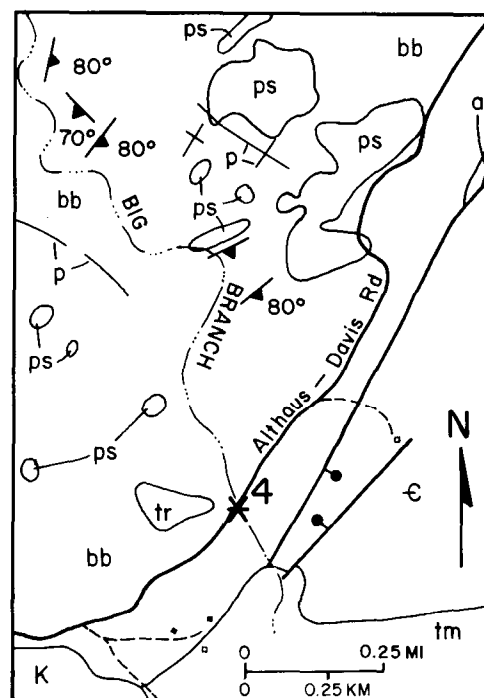 ps
bb
80°
ps
a
70°
80°
p
ps
bb
BIG
ps
p
BRANCH
80°
ps
Althaus – Davis Rd
N
ps
4
Є
tr
bb
tm
K
0 0.25 MI
0 0.25 KM